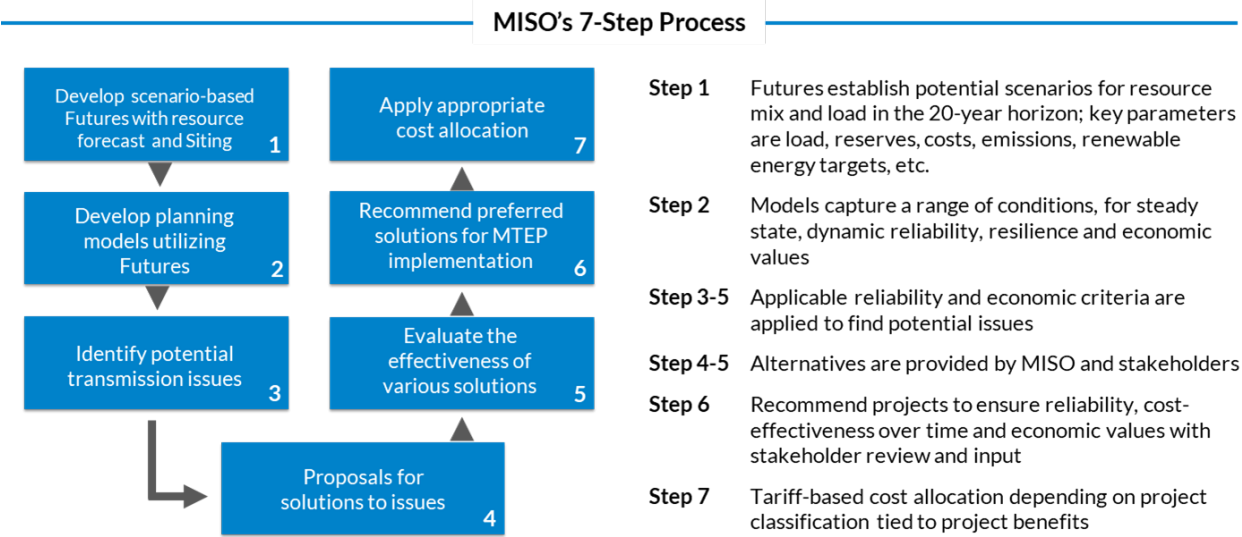 MISO's 7-Step Process
Develop scenario-based
Futures with resource
forecast and Siting
1
Develop planning
models utilizing
Futures
2
Identify potential
transmission issues
3
Proposals for
solutions to issues
4
Evaluate the
effectiveness of
various solutions
5
Recommend preferred
solutions for MTEP
implementation
6
Apply appropriate
cost allocation
7
Step 1 Futures establish potential scenarios for resource
mix and load in the 20-year horizon; key parameters
are load, reserves, costs, emissions, renewable
energy targets, etc.
Step 2 Models capture a range of conditions, for steady
state, dynamic reliability, resilience and economic
values
Step 3-5 Applicable reliability and economic criteria are
applied to find potential issues
Step 4-5 Alternatives are provided by MISO and stakeholders
Step 6 Recommend projects to ensure reliability, cost-
effectiveness over time and economic values with
stakeholder review and input
Step 7 Tariff-based cost allocation depending on project
classification tied to project benefits